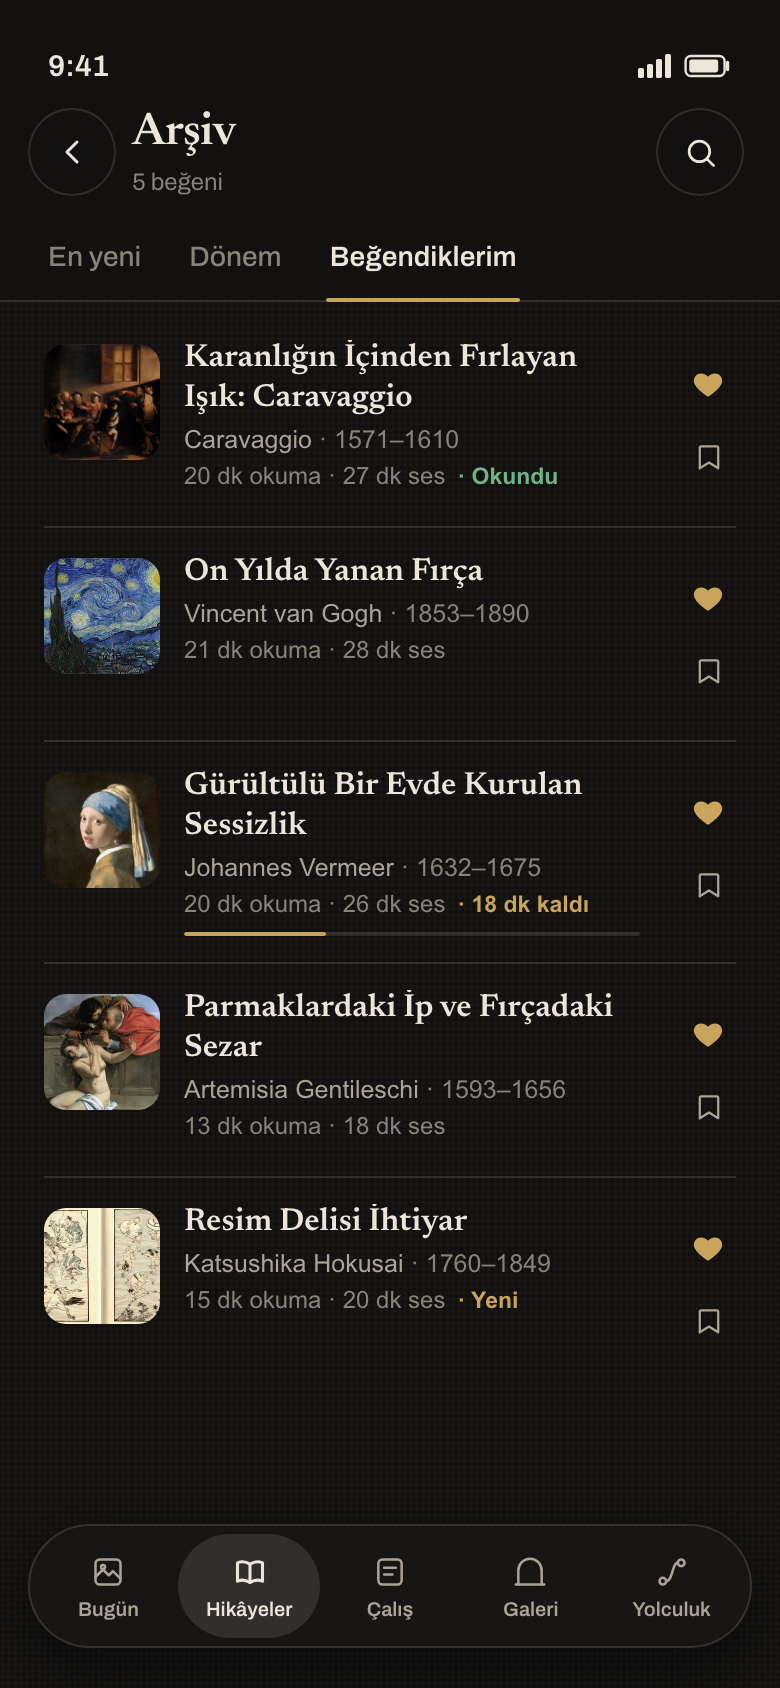 9:41
Arşiv
5 beğeni
En yeni Dönem Beğendiklerim
Karanlığın İçinden Fırlayan
Işık: Caravaggio
Caravaggio · 1571–1610
20 dk okuma · 27 dk ses · Okundu
On Yılda Yanan Fırça
Vincent van Gogh · 1853–1890
21 dk okuma · 28 dk ses
Gürültülü Bir Evde Kurulan
Sessizlik
Johannes Vermeer · 1632–1675
20 dk okuma · 26 dk ses · 18 dk kaldı
Parmaklardaki İp ve Fırçadaki
Sezar
Artemisia Gentileschi · 1593–1656
13 dk okuma · 18 dk ses
Resim Delisi İhtiyar
Katsushika Hokusai · 1760–1849
15 dk okuma · 20 dk ses · Yeni
Bugün Hikâyeler Çalış Galeri Yolculuk